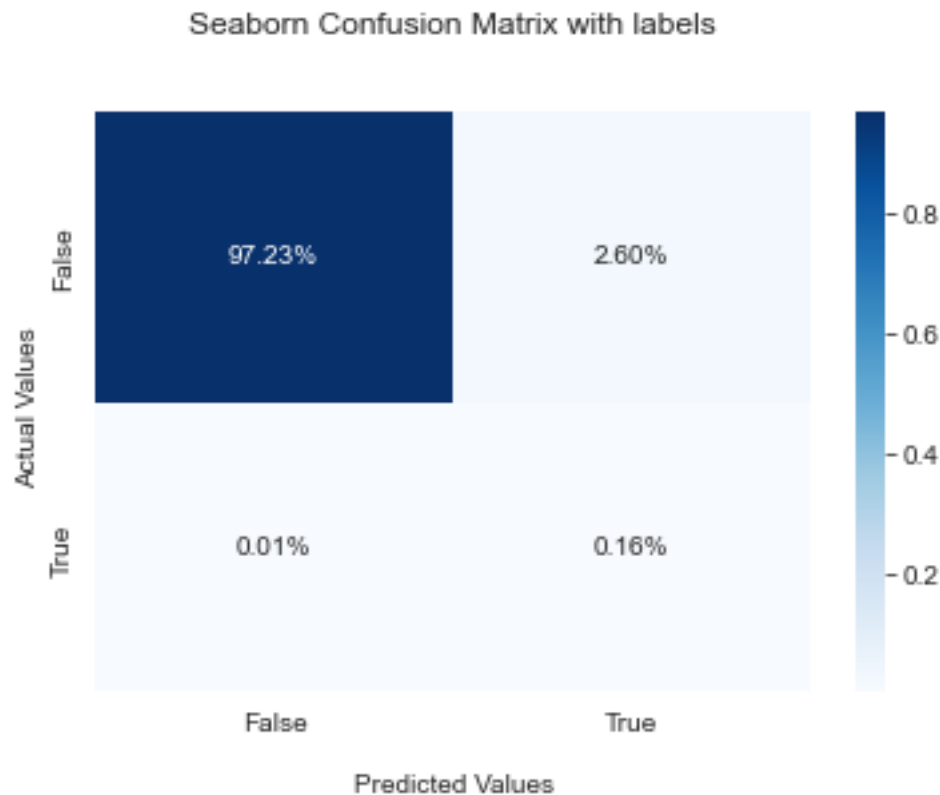 Seaborn Confusion Matrix with labels
97.23%
2.60%
0.01%
0.16%
False
True
Actual Values
False
True
Predicted Values
0.8
0.6
0.4
0.2